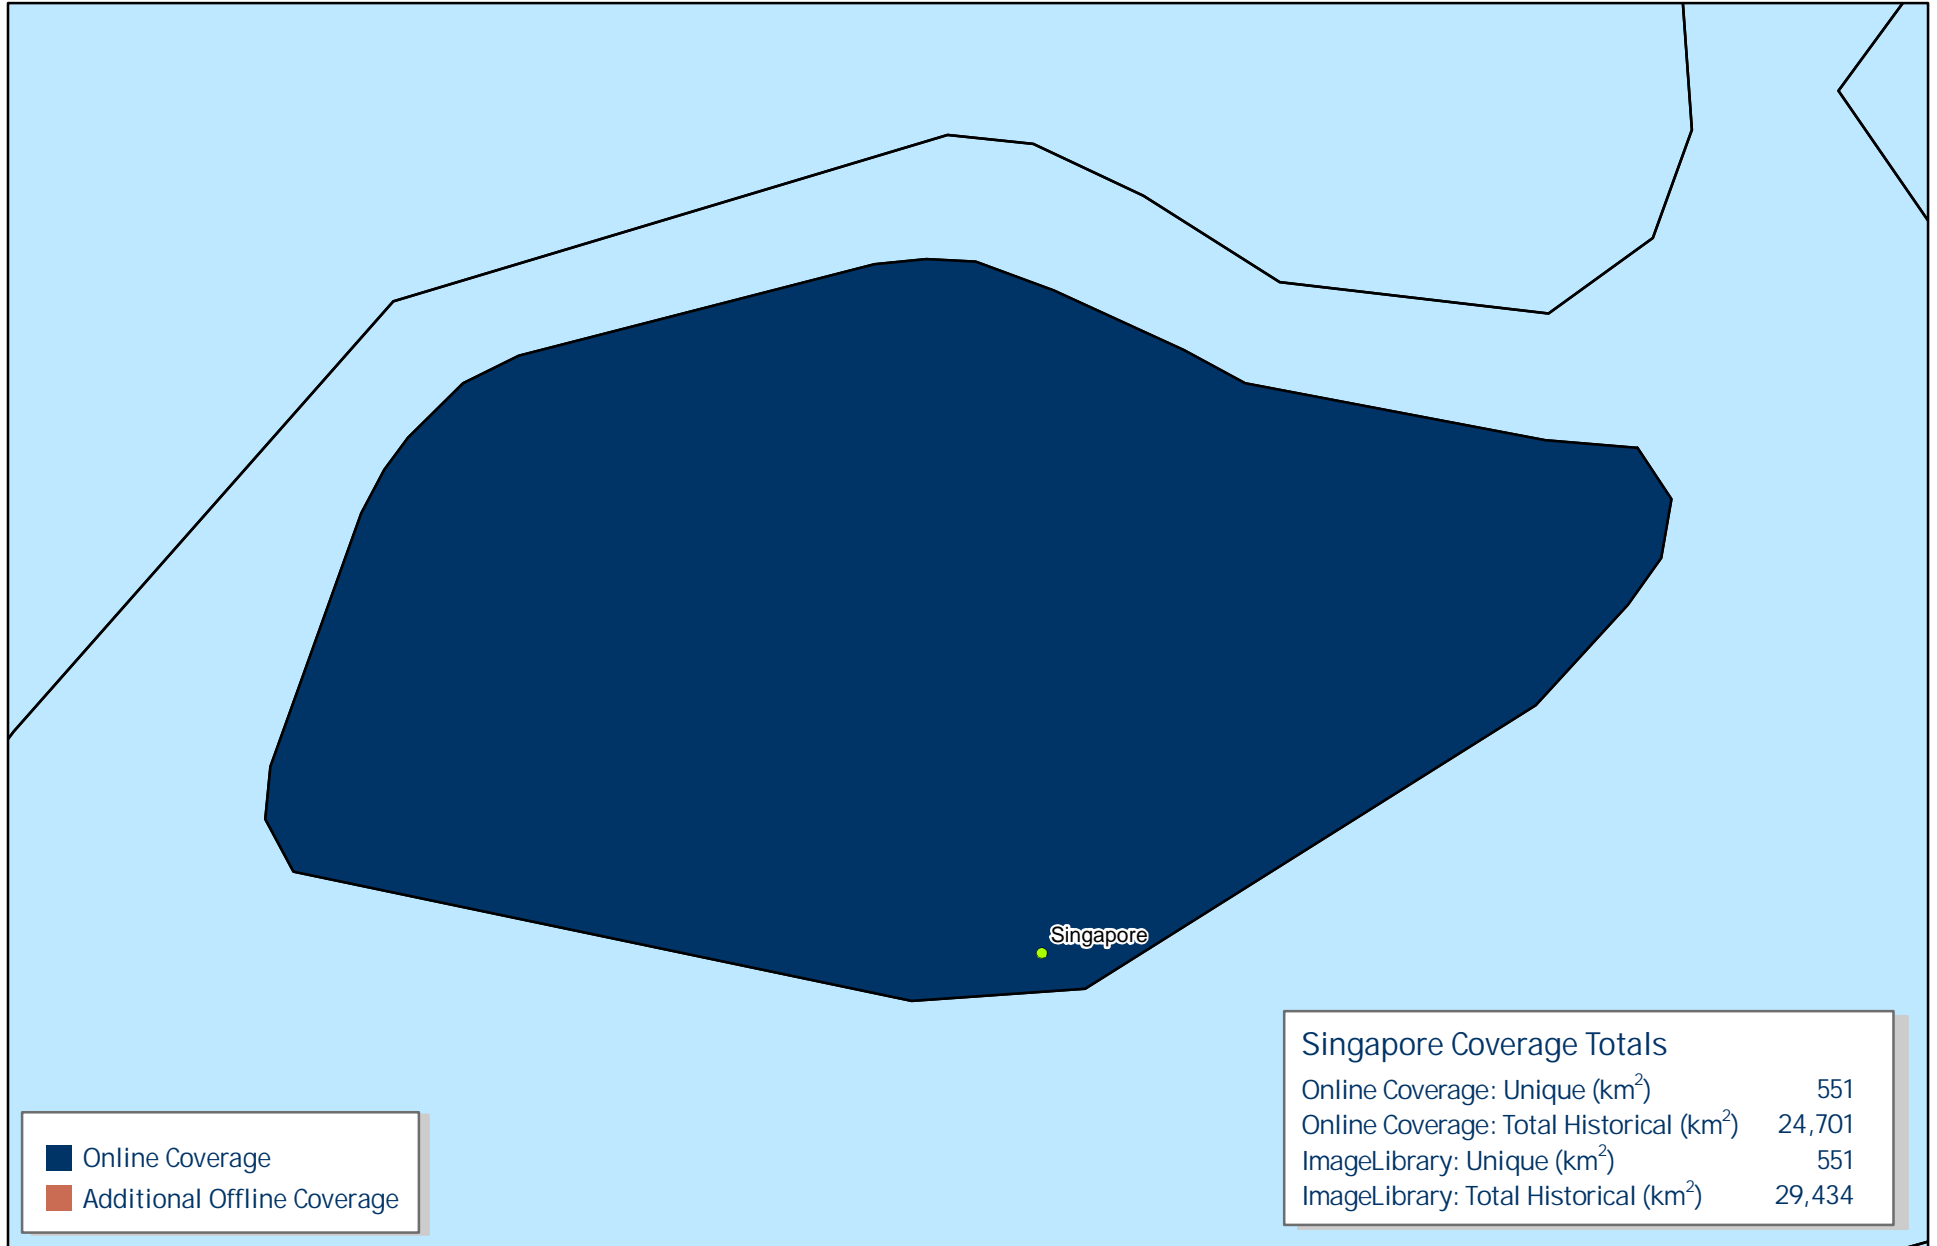 Singapore
Singapore Coverage Totals
Online Coverage: Unique (km²) 551
Online Coverage: Total Historical (km²) 24,701
ImageLibrary: Unique (km²) 551
ImageLibrary: Total Historical (km²) 29,434
Online Coverage
Additional Offline Coverage